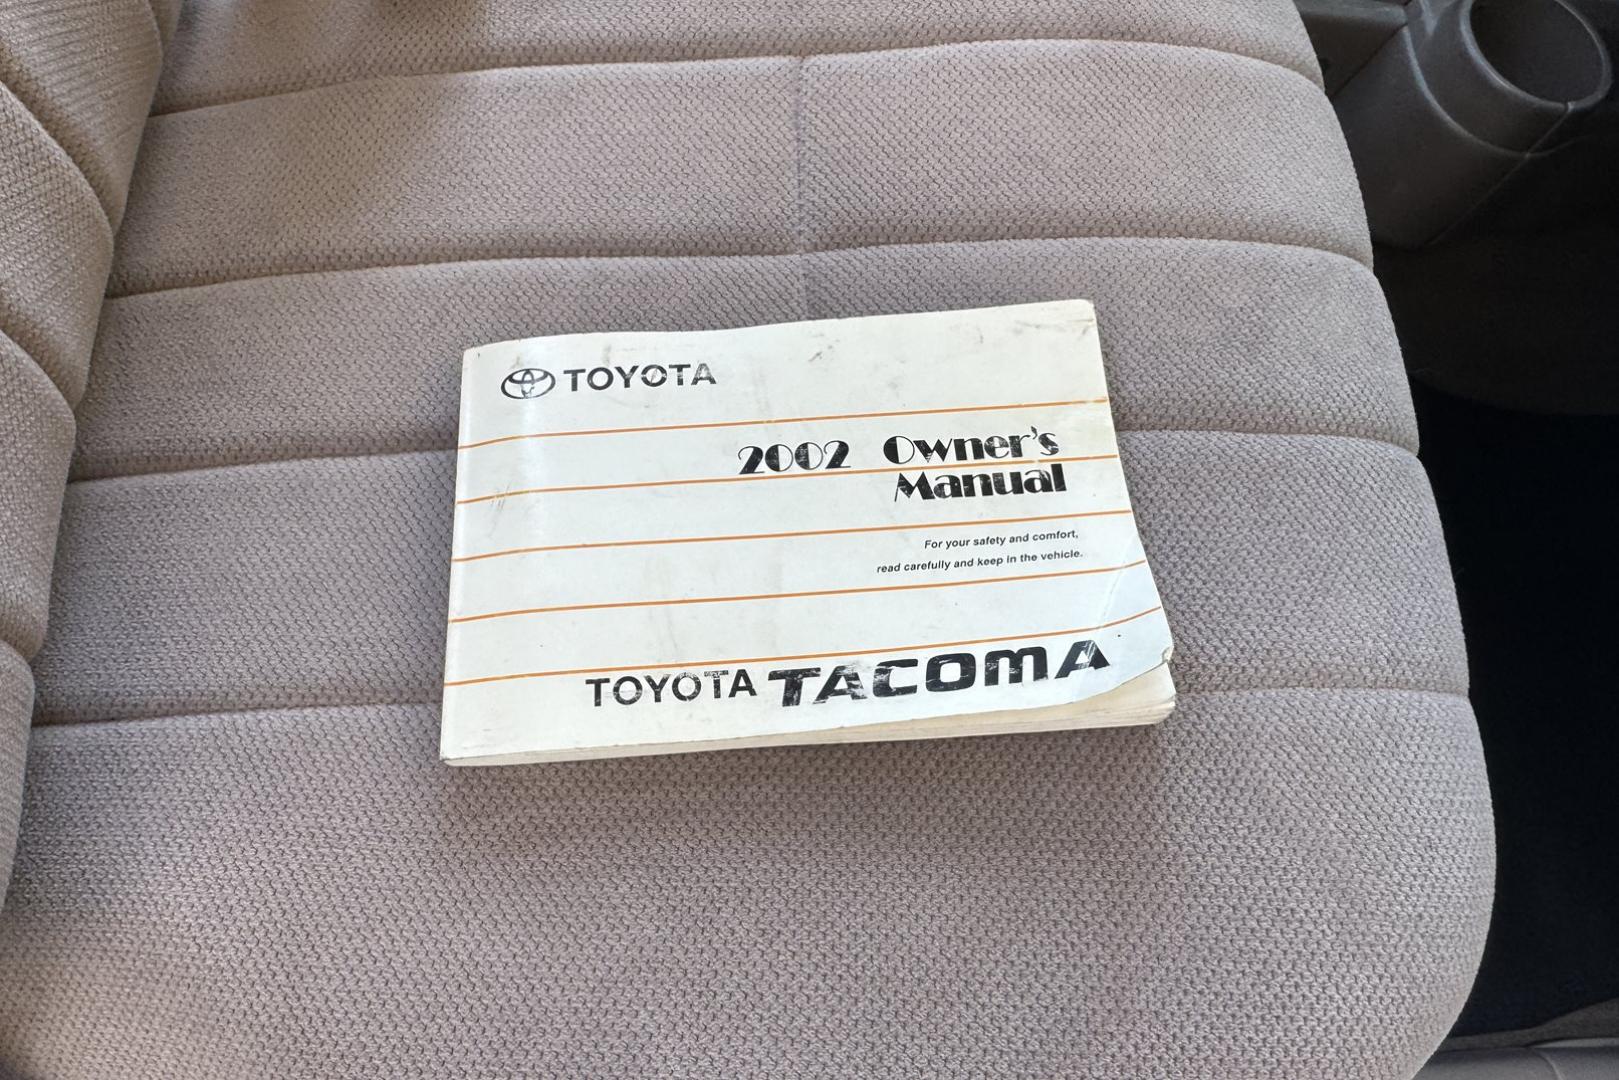 TOYOTA
2002 Owner's
Manual
For your safety and comfort,
read carefully and keep in the vehicle.
TOYOTA TACOMA